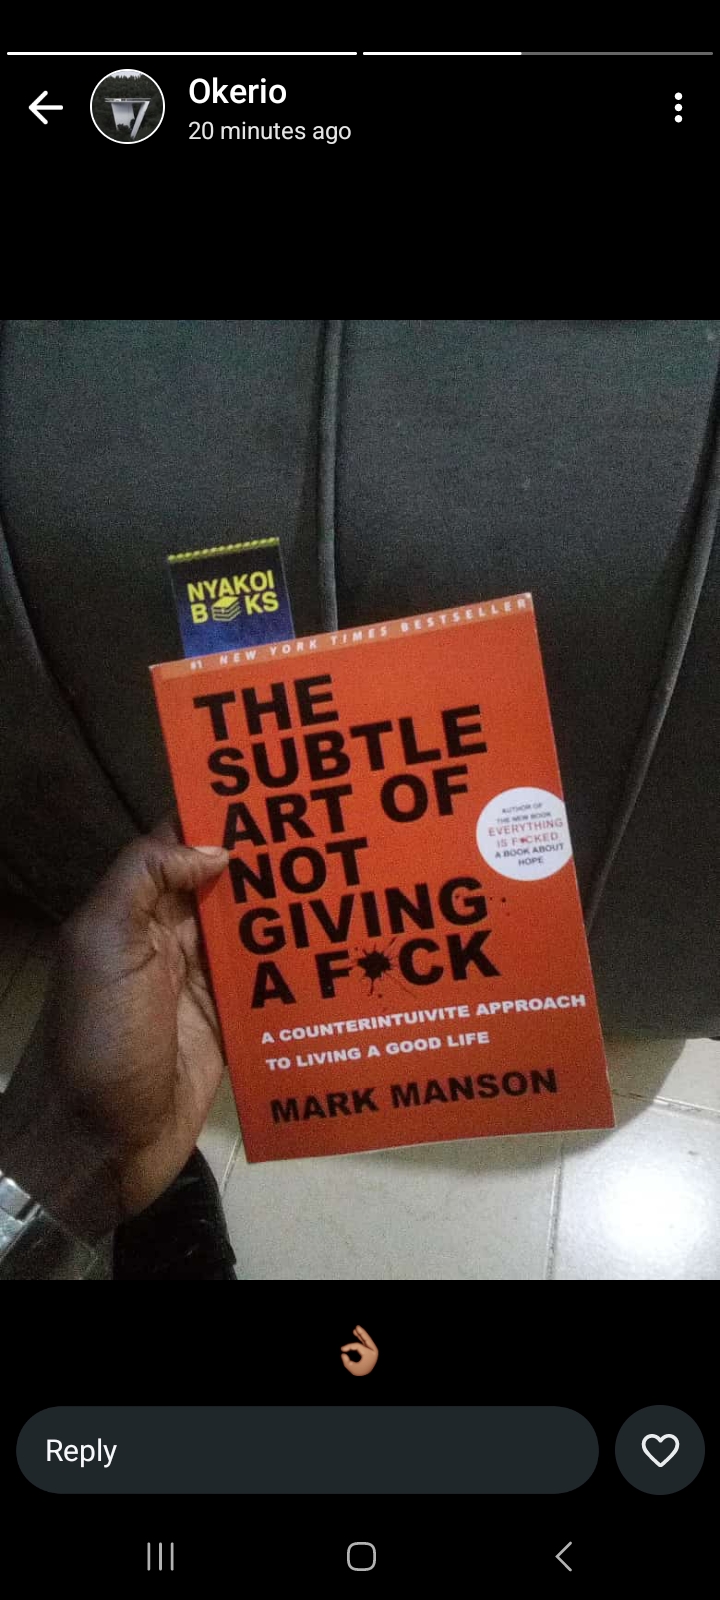 Okerio
20 minutes ago
NYAKOI
BOOKS
#1 NEW YORK TIMES BESTSELLER
THE
SUBTLE
ART OF
NOT
GIVING
A F*CK
AUTHOR OF
THE NEW BOOK
EVERYTHING
IS F*CKED
A BOOK ABOUT
HOPE
A COUNTERINTUIVITE APPROACH
TO LIVING A GOOD LIFE
MARK MANSON
Reply